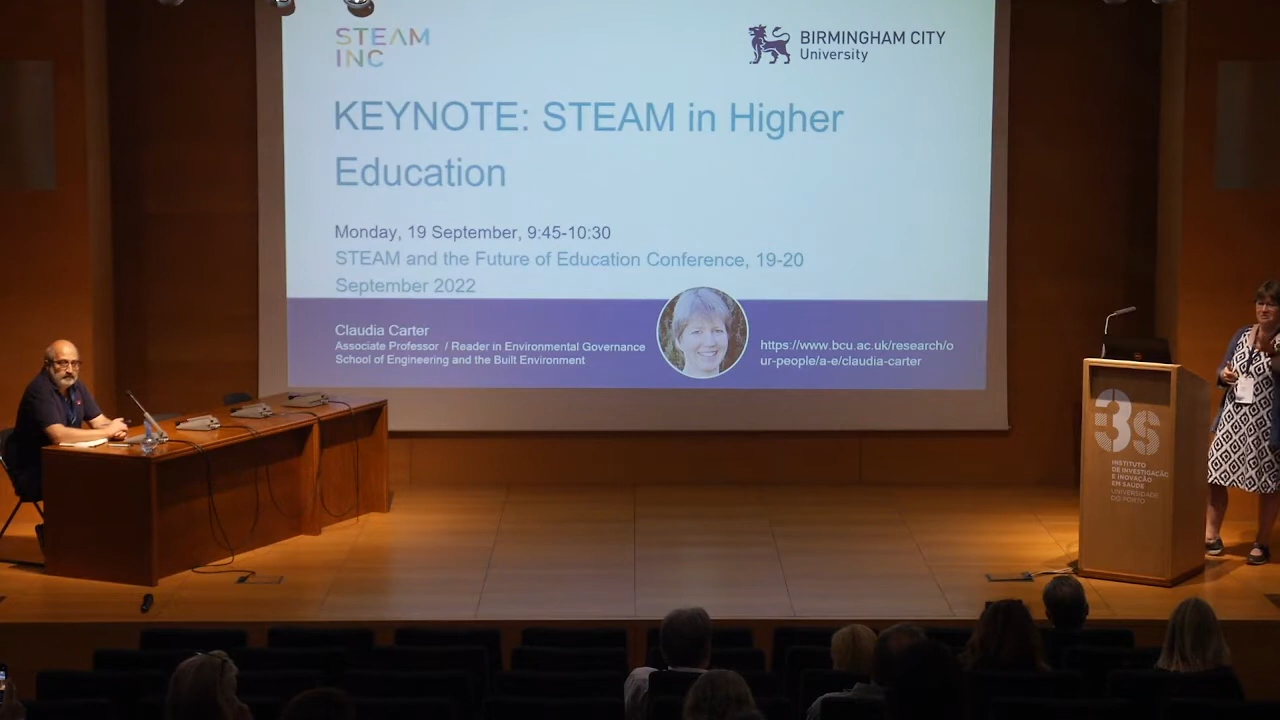 STEAM
INC
BIRMINGHAM CITY
University
KEYNOTE: STEAM in Higher
Education
Monday, 19 September, 9:45-10:30
STEAM and the Future of Education Conference, 19-20
September 2022
Claudia Carter
Associate Professor / Reader in Environmental Governance
School of Engineering and the Built Environment
https://www.bcu.ac.uk/research/o
ur-people/a-e/claudia-carter
i3S
INSTITUTO
DE INVESTIGAÇÃO
E INOVAÇÃO
EM SAÚDE
UNIVERSIDADE
DO PORTO